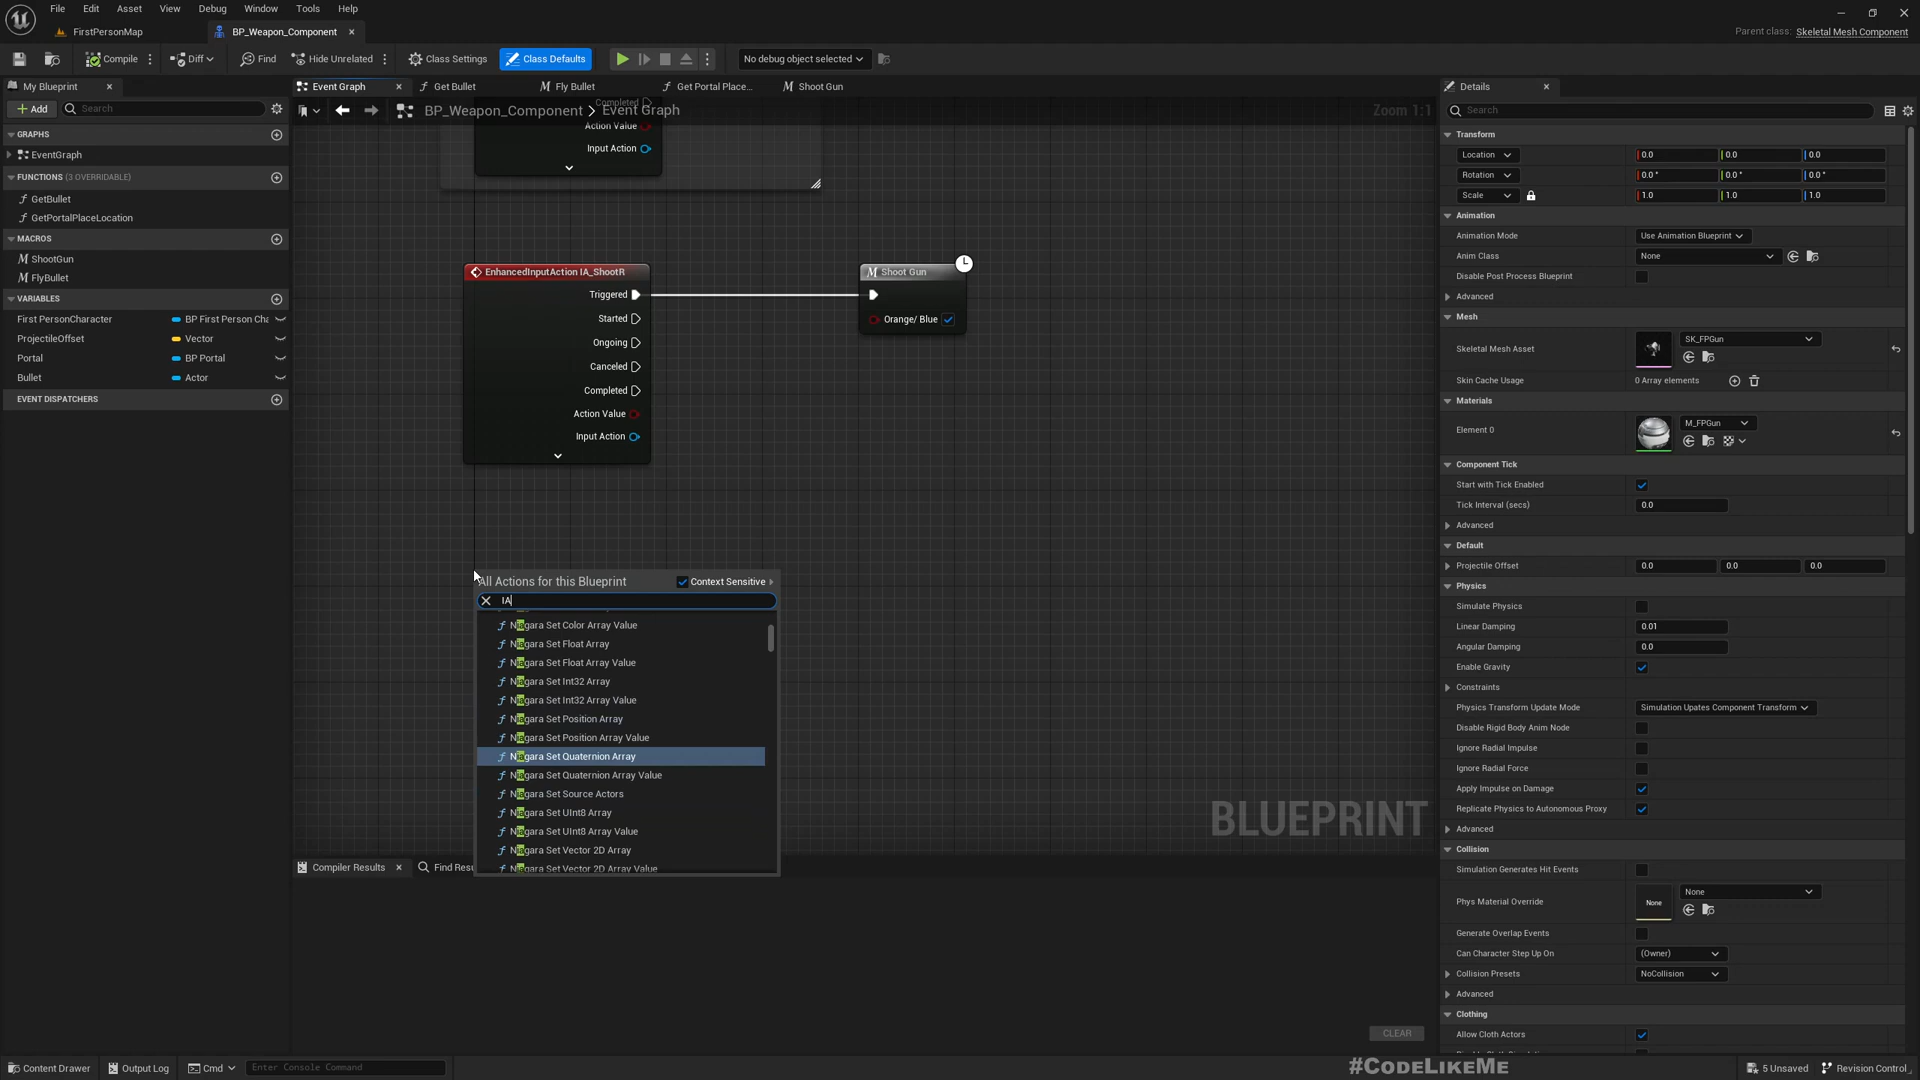 File Edit Asset View Debug Window Tools Help
FirstPersonMap
BP_Weapon_Component
Parent class: Skeletal Mesh Component
Compile
Diff
Find
Hide Unrelated
Class Settings
Class Defaults
No debug object selected
My Blueprint
Add
Search
GRAPHS
EventGraph
FUNCTIONS (3 OVERRIDABLE)
GetBullet
GetPortalPlaceLocation
MACROS
ShootGun
FlyBullet
VARIABLES
First PersonCharacter BP First Person Cha
ProjectileOffset Vector
Portal BP Portal
Bullet Actor
EVENT DISPATCHERS
Event Graph
Get Bullet
Fly Bullet
Get Portal Place...
Shoot Gun
BP_Weapon_Component > Event Graph
Zoom 1:1
Completed
Action Value
Input Action
EnhancedInputAction IA_ShootR
Triggered
Started
Ongoing
Canceled
Completed
Action Value
Input Action
Shoot Gun
Orange/ Blue
All Actions for this Blueprint
Context Sensitive
IA
Niagara Set Color Array Value
Niagara Set Float Array
Niagara Set Float Array Value
Niagara Set Int32 Array
Niagara Set Int32 Array Value
Niagara Set Position Array
Niagara Set Position Array Value
Niagara Set Quaternion Array
Niagara Set Quaternion Array Value
Niagara Set Source Actors
Niagara Set UInt8 Array
Niagara Set UInt8 Array Value
Niagara Set Vector 2D Array
Niagara Set Vector 2D Array Value
BLUEPRINT
Compiler Results
Find Resu
CLEAR
Details
Search
Transform
Location 0.0 0.0 0.0
Rotation 0.0 ° 0.0 ° 0.0 °
Scale 1.0 1.0 1.0
Animation
Animation Mode Use Animation Blueprint
Anim Class None
Disable Post Process Blueprint
Advanced
Mesh
Skeletal Mesh Asset SK_FPGun
Skin Cache Usage 0 Array elements
Materials
Element 0 M_FPGun
Component Tick
Start with Tick Enabled
Tick Interval (secs) 0.0
Advanced
Default
Projectile Offset 0.0 0.0 0.0
Physics
Simulate Physics
Linear Damping 0.01
Angular Damping 0.0
Enable Gravity
Constraints
Physics Transform Update Mode Simulation Upates Component Transform
Disable Rigid Body Anim Node
Ignore Radial Impulse
Ignore Radial Force
Apply Impulse on Damage
Replicate Physics to Autonomous Proxy
Advanced
Collision
Simulation Generates Hit Events
Phys Material Override None None
Generate Overlap Events
Can Character Step Up On (Owner)
Collision Presets NoCollision
Advanced
Clothing
Allow Cloth Actors
Content Drawer
Output Log
Cmd
Enter Console Command
#CODELIKEME
5 Unsaved
Revision Control